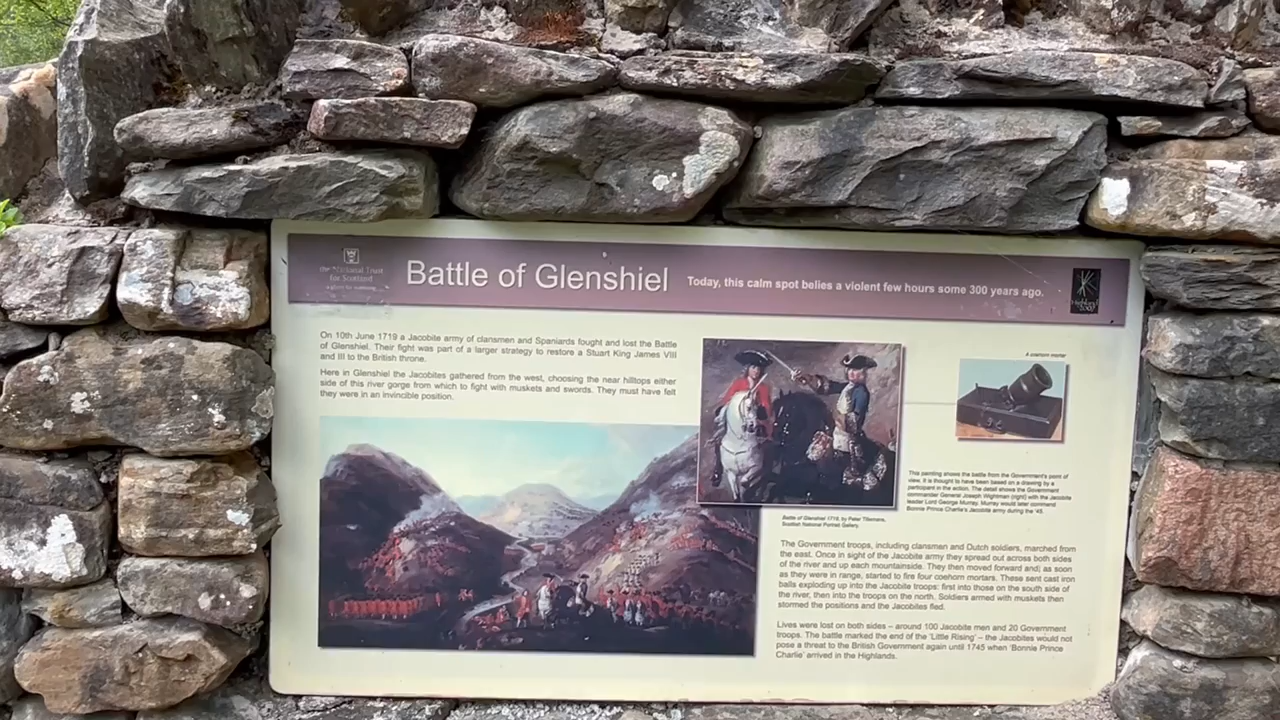 the National Trust
for Scotland
a place for everyone
Battle of Glenshiel
Today, this calm spot belies a violent few hours some 300 years ago.
Highland
2007
On 10th June 1719 a Jacobite army of clansmen and Spaniards fought and lost the Battle
of Glenshiel. Their fight was part of a larger strategy to restore a Stuart King James VIII
and III to the British throne.
Here in Glenshiel the Jacobites gathered from the west, choosing the near hilltops either
side of this river gorge from which to fight with muskets and swords. They must have felt
they were in an invincible position.
A coehorn mortar
This painting shows the battle from the Government's point of
view. It is thought to have been based on a drawing by a
participant in the action. The detail shows the Government
commander General Joseph Wightman (right) with the Jacobite
leader Lord George Murray. Murray would later commend
Bonnie Prince Charlie's Jacobite army during the '45.
Battle of Glenshiel 1719, by Peter Tillemans,
Scottish National Portrait Gallery.
The Government troops, including clansmen and Dutch soldiers, marched from
the east. Once in sight of the Jacobite army they spread out across both sides
of the river and up each mountainside. They then moved forward and, as soon
as they were in range, started to fire four coehorn mortars. These sent cast iron
balls exploding up into the Jacobite troops: first into those on the south side of
the river, then into the troops on the north. Soldiers armed with muskets then
stormed the positions and the Jacobites fled.
Lives were lost on both sides – around 100 Jacobite men and 20 Government
troops. The battle marked the end of the 'Little Rising' – the Jacobites would not
pose a threat to the British Government again until 1745 when 'Bonnie Prince
Charlie' arrived in the Highlands.